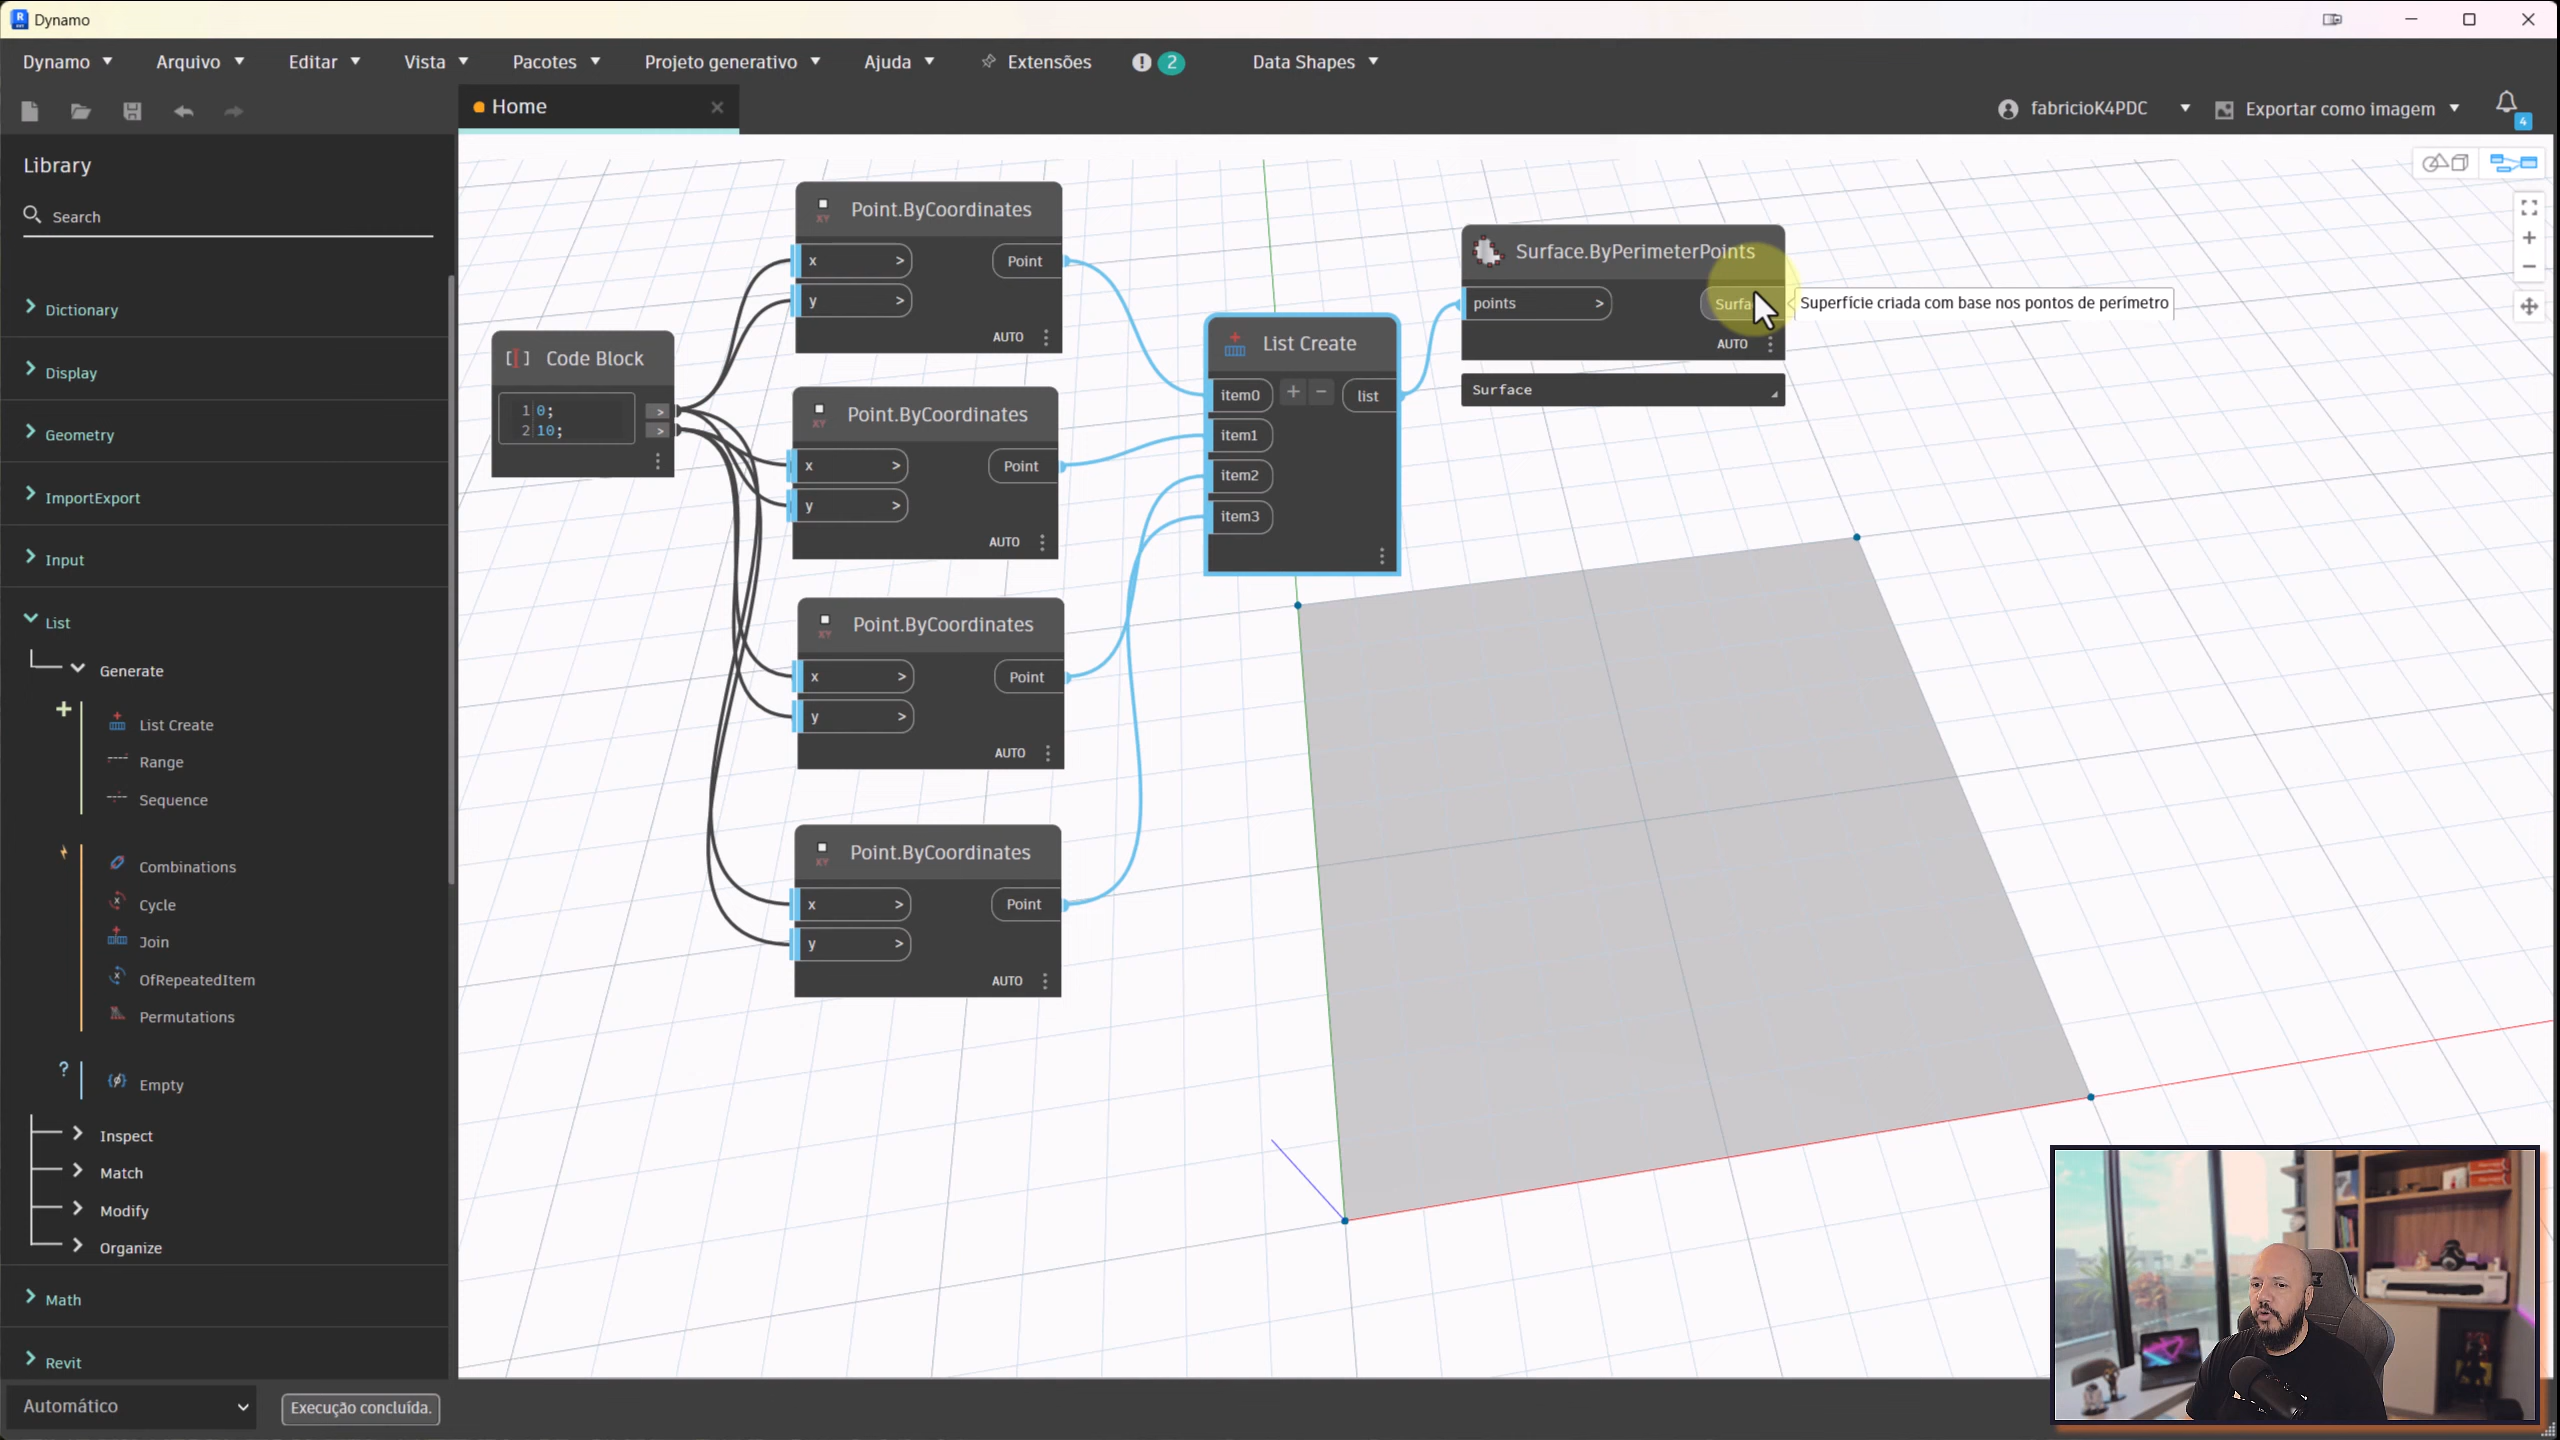 Dynamo
Dynamo Arquivo Editar Vista Pacotes Projeto generativo Ajuda Extensões 2 Data Shapes
Home
fabricioK4PDC Exportar como imagem 4
Library
Search
Dictionary
Display
Geometry
ImportExport
Input
List
Generate
List Create
Range
Sequence
Combinations
Cycle
Join
OfRepeatedItem
Permutations
Empty
Inspect
Match
Modify
Organize
Math
Revit
Automático
Execução concluída.
Code Block
1 0;
2 10;
Point.ByCoordinates
x > Point
y >
AUTO
Point.ByCoordinates
x > Point
y >
AUTO
Point.ByCoordinates
x > Point
y >
AUTO
Point.ByCoordinates
x > Point
y >
AUTO
List Create
item0 + − list
item1
item2
item3
Surface.ByPerimeterPoints
points > Surfa
AUTO
Surface
Superfície criada com base nos pontos de perímetro